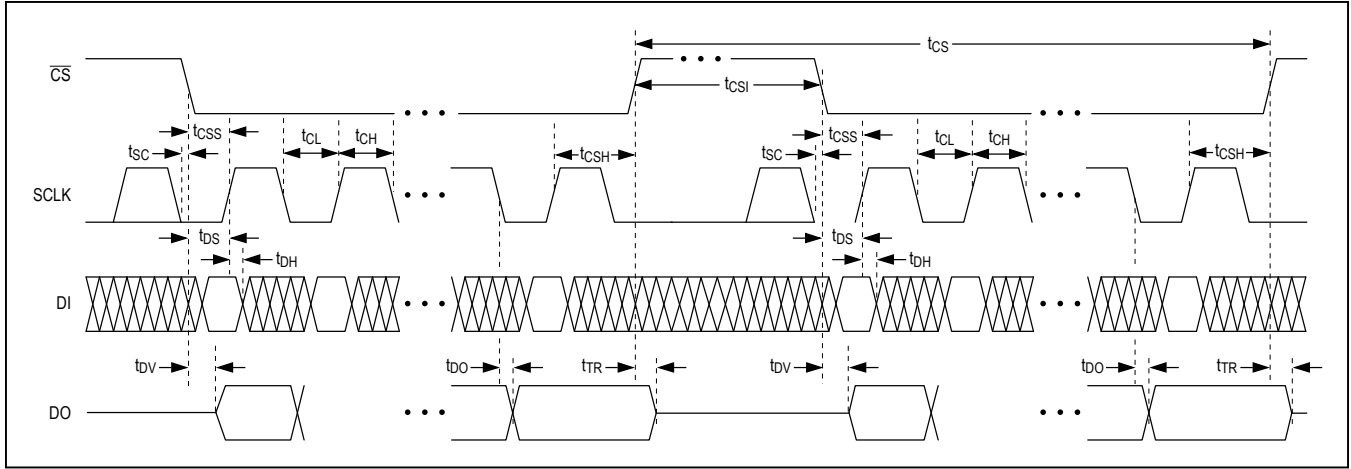 tCS
CS
tCSI
tCSS tCL tCH tCSS tCL tCH
tSC tCSH tSC tCSH
SCLK
tDS tDS
tDH tDH
DI
tDV tDO tTR tDV tDO tTR
DO